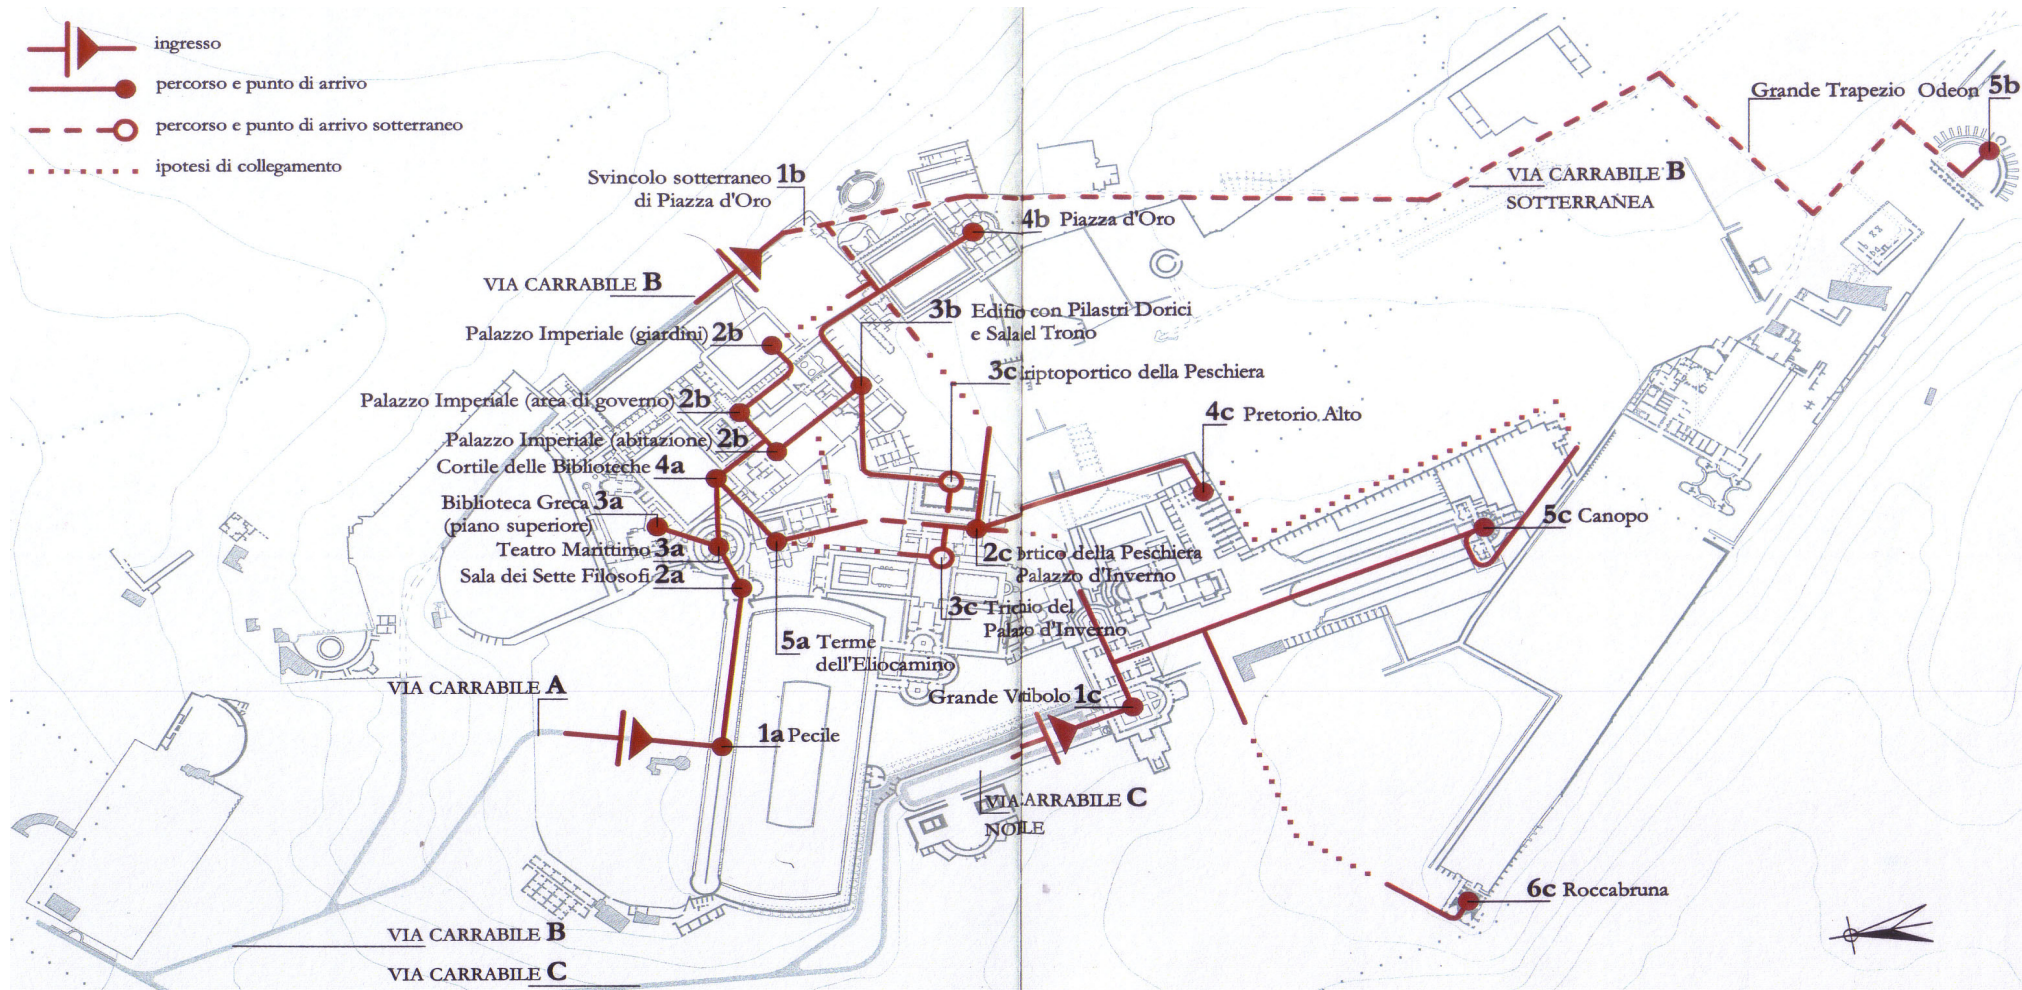 ingresso
percorso e punto di arrivo
percorso e punto di arrivo sotterraneo
ipotesi di collegamento
Grande Trapezio
Odeon 5b
Svincolo sotterraneo 1b
di Piazza d'Oro
VIA CARRABILE B
SOTTERRANEA
4b Piazza d'Oro
VIA CARRABILE B
3b Edificio con Pilastri Dorici
e Sala el Trono
Palazzo Imperiale (giardini) 2b
3c riptoportico della Peschiera
Palazzo Imperiale (area di governo) 2b
4c Pretorio Alto
Palazzo Imperiale (abitazione) 2b
Cortile delle Biblioteche 4a
Biblioteca Greca 3a
(piano superiore)
5c Canopo
Teatro Marittimo 3a
2c ortico della Peschiera
Palazzo d'Inverno
Sala dei Sette Filosofi 2a
3c Trinio del
Palazo d'Inverno
5a Terme
dell'Eliocamino
VIA CARRABILE A
Grande Vtibolo 1c
1a Pecile
VIA CARRABILE C
NOILE
6c Roccabruna
VIA CARRABILE B
VIA CARRABILE C